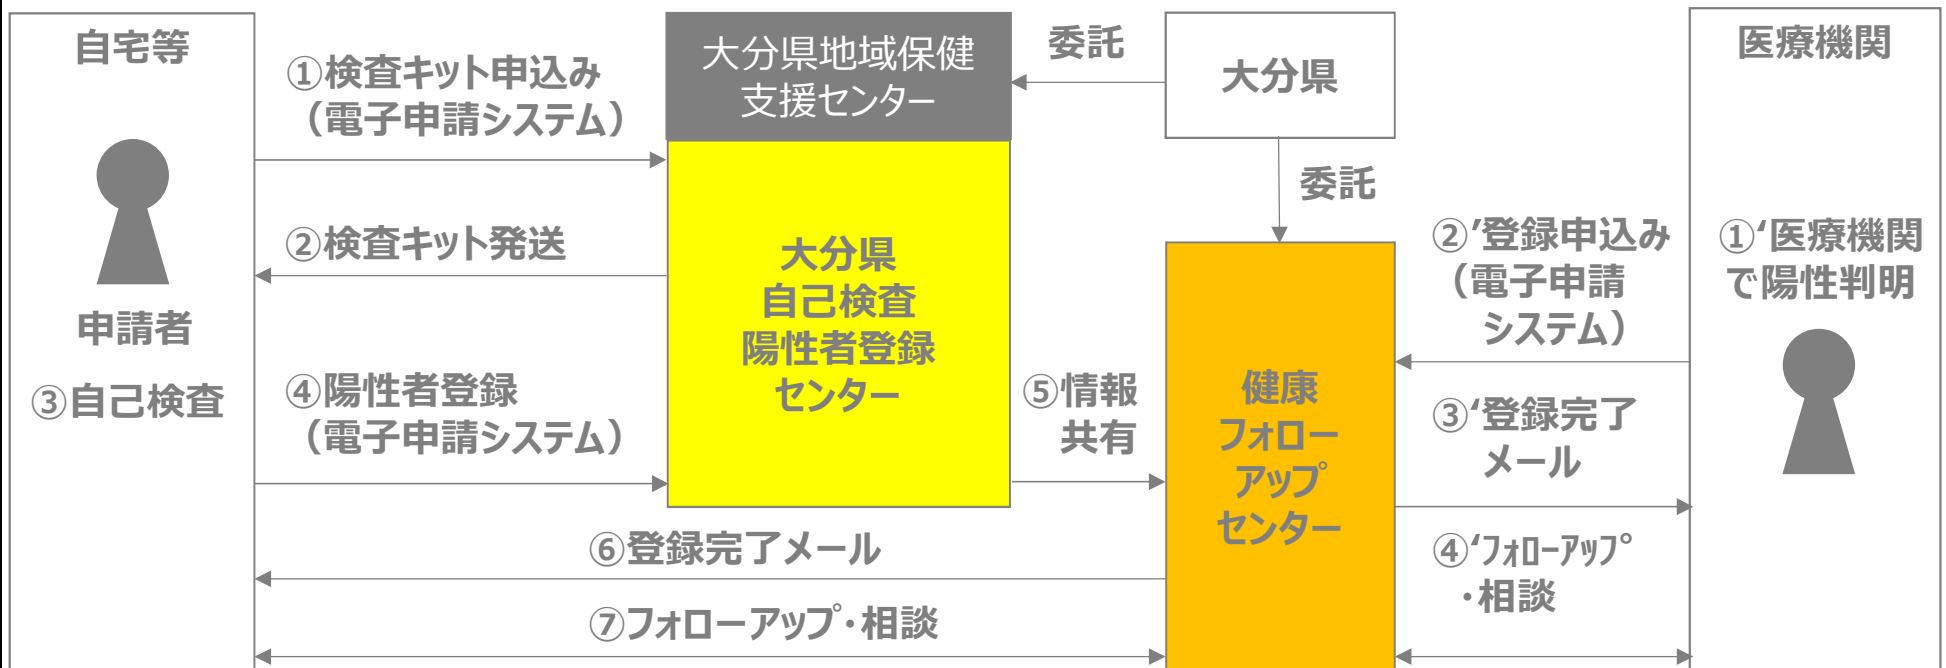 自宅等
①検査キット申込み
（電子申請システム）
大分県地域保健
支援センター
委託
大分県
医療機関
委託
②検査キット発送
大分県
自己検査
陽性者登録
センター
②’登録申込み
（電子申請
システム）
①‘医療機関
で陽性判明
申請者
③自己検査
④陽性者登録
（電子申請システム）
⑤情報
共有
健康
フォロー
アップ
センター
③‘登録完了
メール
⑥登録完了メール
④‘ﾌｫﾛｰｱｯﾌﾟ
・相談
⑦フォローアップ・相談